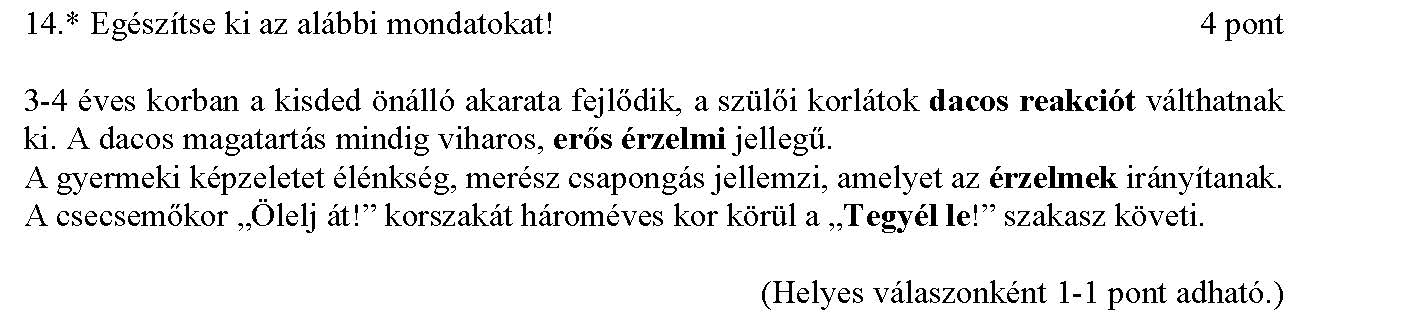 14.* Egészítse ki az alábbi mondatokat! 4 pont
3-4 éves korban a kisded önálló akarata fejlődik, a szülői korlátok dacos reakciót válthatnak
ki. A dacos magatartás mindig viharos, erős érzelmi jellegű.
A gyermeki képzeletet élénkség, merész csapongás jellemzi, amelyet az érzelmek irányítanak.
A csecsemőkor „Ölelj át!” korszakát hároméves kor körül a „Tegyél le!” szakasz követi.
(Helyes válaszonként 1-1 pont adható.)